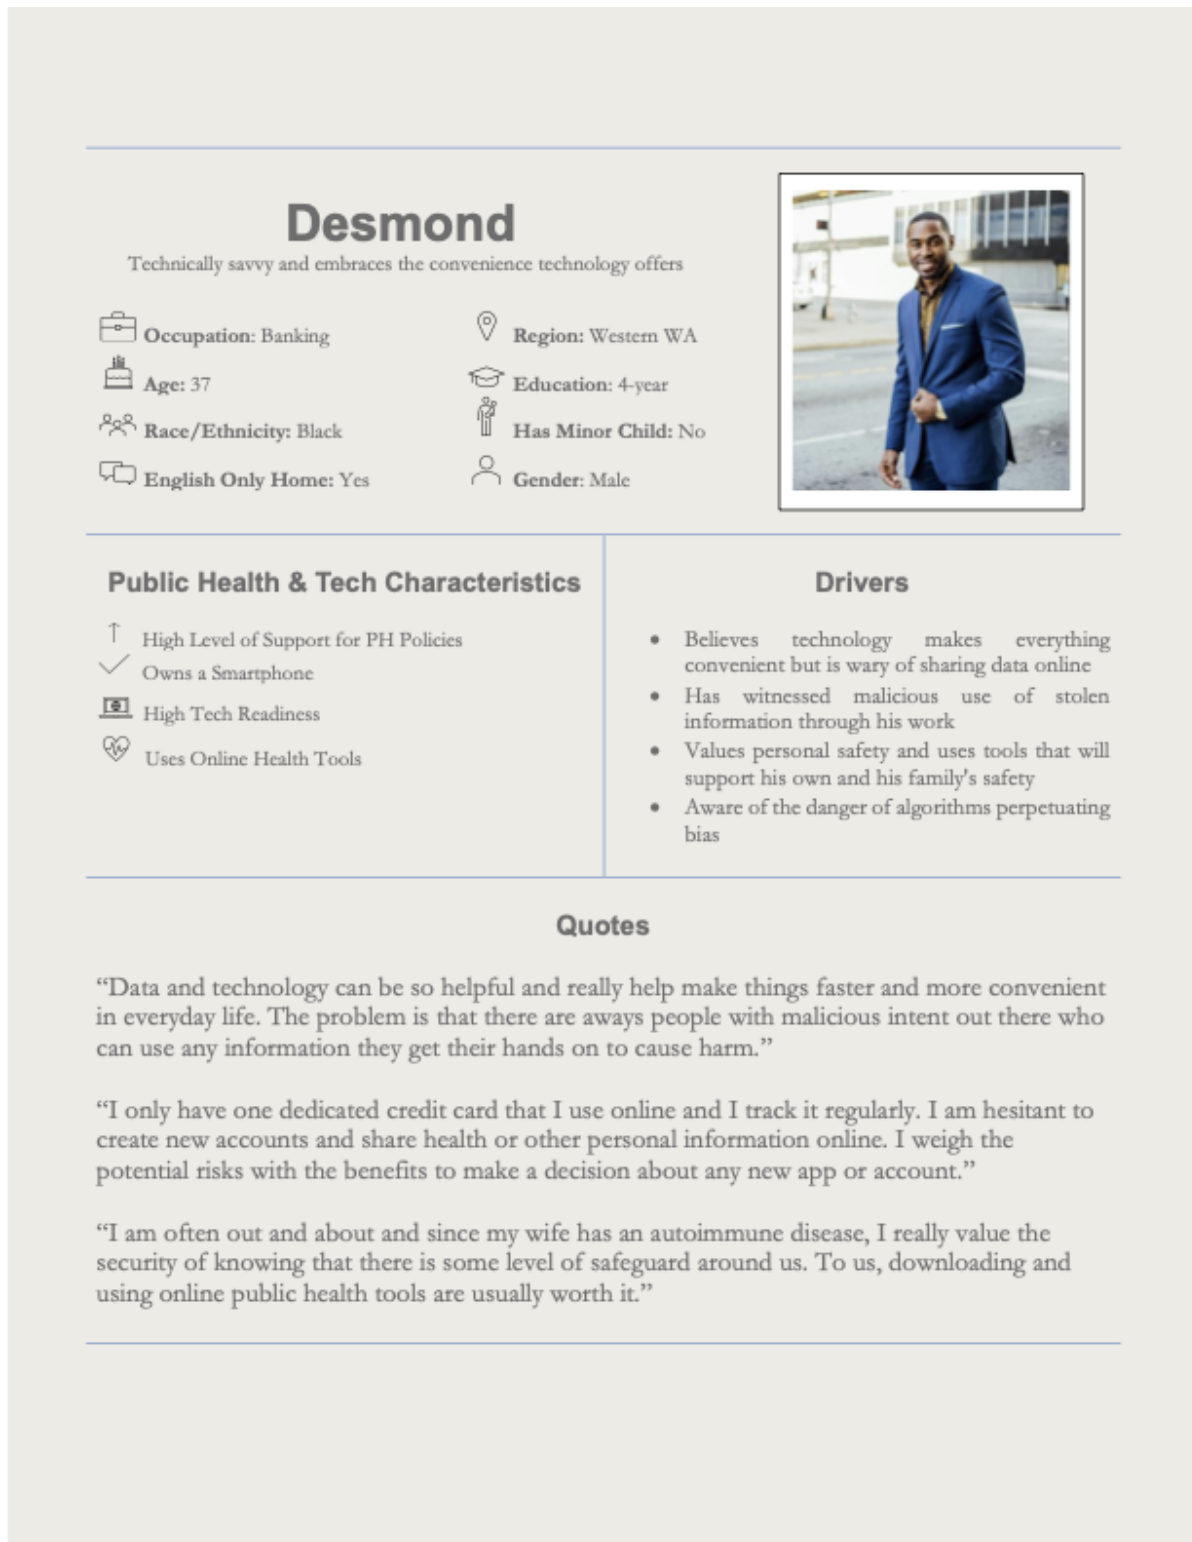 Desmond
Technically savvy and embraces the convenience technology offers
Occupation: Banking
Region: Western WA
Age: 37
Education: 4-year
Race/Ethnicity: Black
Has Minor Child: No
English Only Home: Yes
Gender: Male
Public Health & Tech Characteristics
High Level of Support for PH Policies
Owns a Smartphone
High Tech Readiness
Uses Online Health Tools
Drivers
• Believes technology makes everything
convenient but is wary of sharing data online
• Has witnessed malicious use of stolen
information through his work
• Values personal safety and uses tools that will
support his own and his family's safety
• Aware of the danger of algorithms perpetuating
bias
Quotes
“Data and technology can be so helpful and really help make things faster and more convenient
in everyday life. The problem is that there are aways people with malicious intent out there who
can use any information they get their hands on to cause harm.”
“I only have one dedicated credit card that I use online and I track it regularly. I am hesitant to
create new accounts and share health or other personal information online. I weigh the
potential risks with the benefits to make a decision about any new app or account.”
“I am often out and about and since my wife has an autoimmune disease, I really value the
security of knowing that there is some level of safeguard around us. To us, downloading and
using online public health tools are usually worth it.”